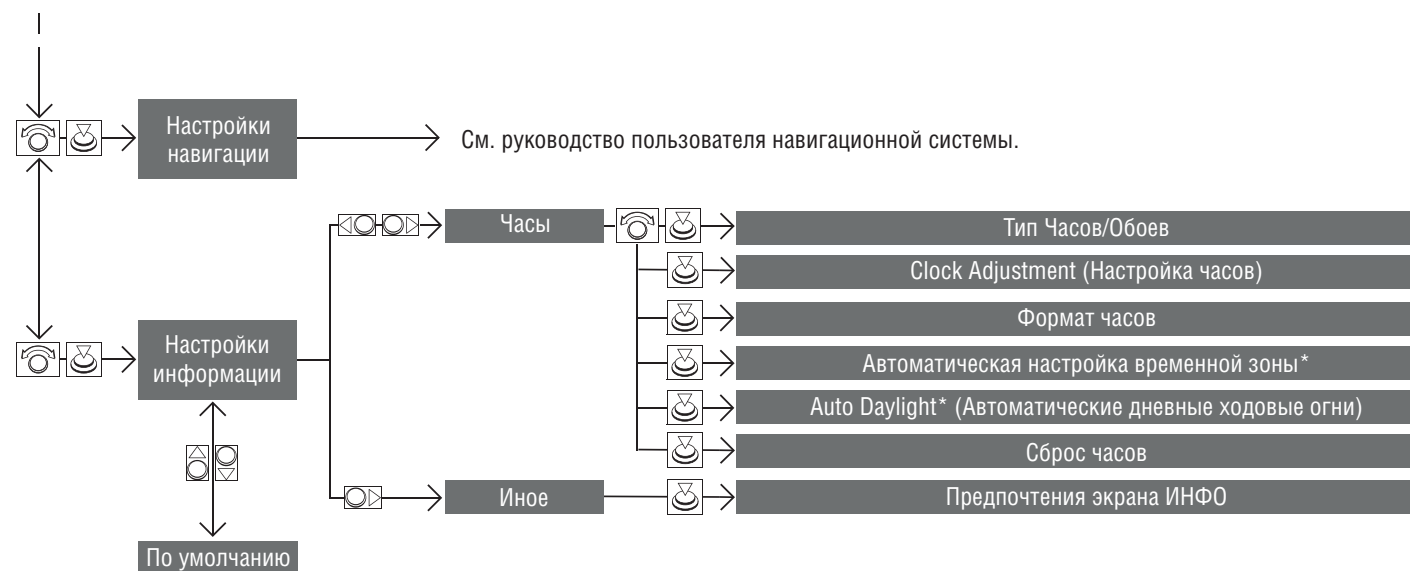 Настройки
навигации
См. руководство пользователя навигационной системы.
Часы
Тип Часов/Обоев
Clock Adjustment (Настройка часов)
Формат часов
Настройки
информации
Автоматическая настройка временной зоны*
Auto Daylight* (Автоматические дневные ходовые огни)
Сброс часов
Иное
Предпочтения экрана ИНФО
По умолчанию